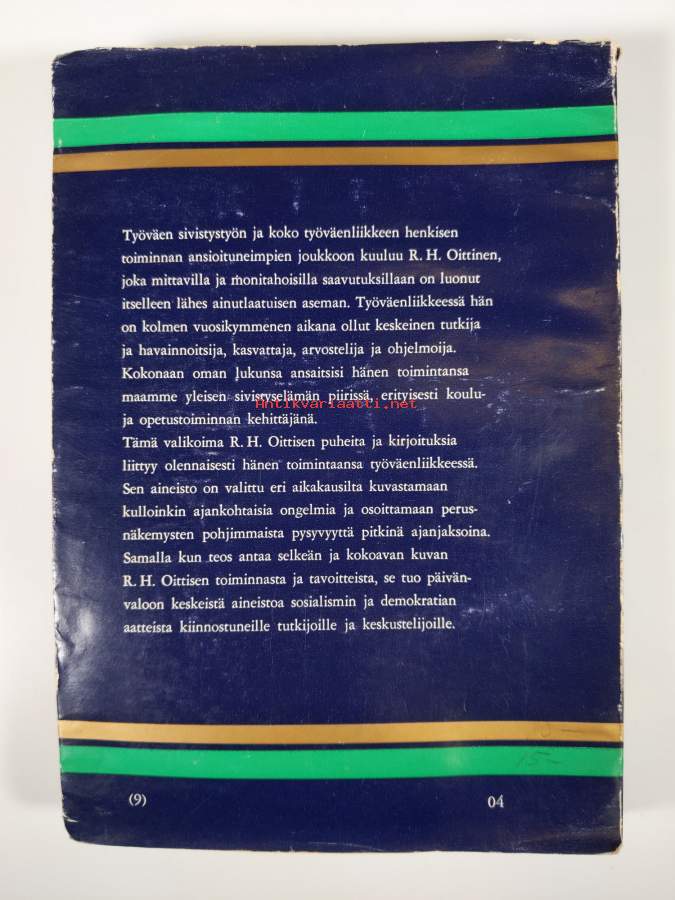 Työväen sivistystyön ja koko työväenliikkeen henkisen
toiminnan ansioituneimpien joukkoon kuuluu R. H. Oittinen,
joka mittavilla ja monitahoisilla saavutuksillaan on luonut
itselleen lähes ainutlaatuisen aseman. Työväenliikkeessä hän
on kolmen vuosikymmenen aikana ollut keskeinen tutkija
ja havainnoitsija, kasvattaja, arvostelija ja ohjelmoija.
Kokonaan oman lukunsa ansaitsisi hänen toimintansa
maamme yleisen sivistyselämän piirissä, erityisesti koulu-
Antikvariaatti.net
ja opetustoiminnan kehittäjänä.
Tämä valikoima R. H. Oittisen puheita ja kirjoituksia
liittyy olennaisesti hänen toimintaansa työväenliikkeessä.
Sen aineisto on valittu eri aikakausilta kuvastamaan
kulloinkin ajankohtaisia ongelmia ja osoittamaan perus-
näkemysten pohjimmaista pysyvyyttä pitkinä ajanjaksoina.
Samalla kun teos antaa selkeän ja kokoavan kuvan
R. H. Oittisen toiminnasta ja tavoitteista, se tuo päivän-
valoon keskeistä aineistoa sosialismin ja demokratian
aatteista kiinnostuneille tutkijoille ja keskustelijoille.
15—
(9) 04